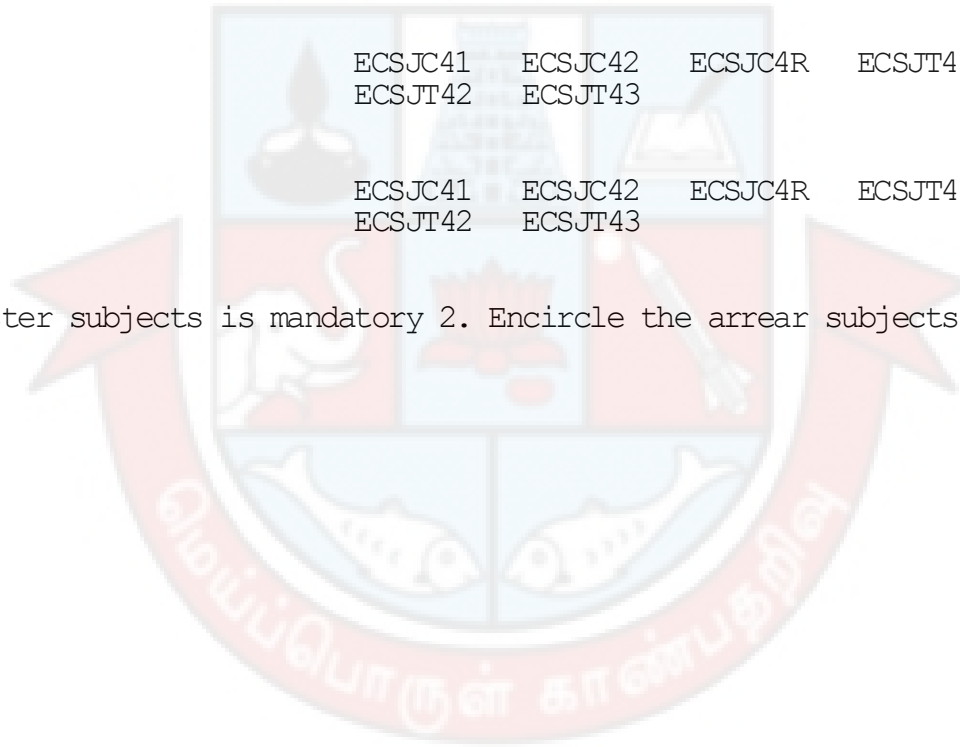 ECSJC41 ECSJC42 ECSJC4R ECSJT4
ECSJT42 ECSJT43
ECSJC41 ECSJC42 ECSJC4R ECSJT4
ECSJT42 ECSJT43
ter subjects is mandatory 2. Encircle the arrear subjects
மெய்ப்பொருள் காண்பதறிவு